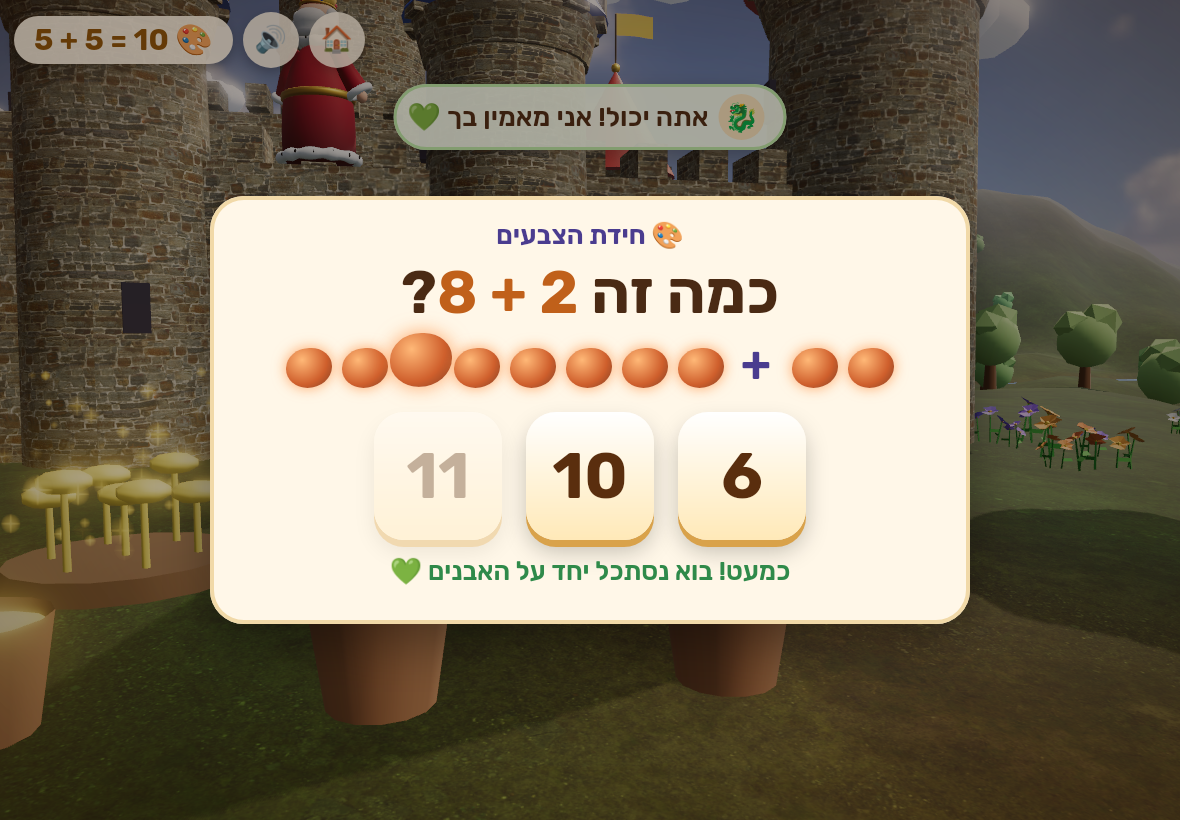 5 + 5 = 10
אתה יכול! אני מאמין בך
חידת הצבעים
כמה זה 8 + 2?
+
11 10 6
כמעט! בוא נסתכל יחד על האבנים